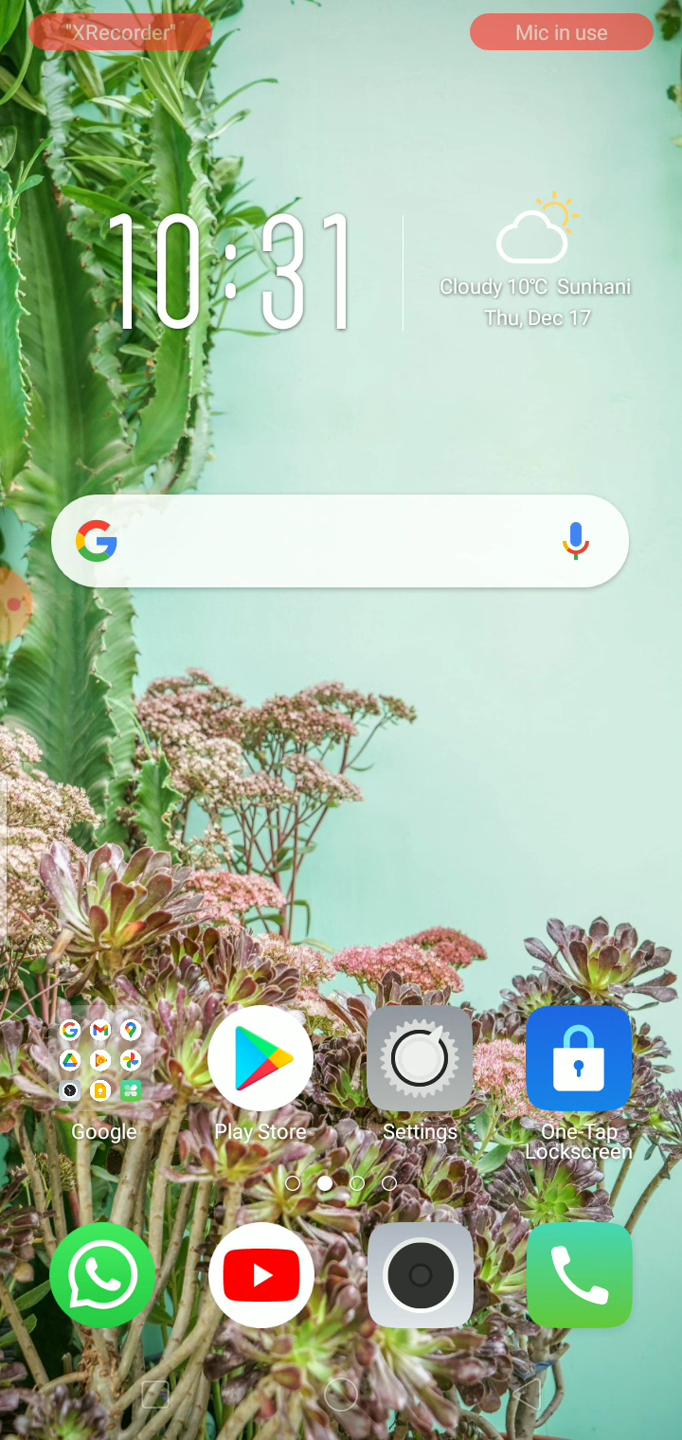 "XRecorder" Mic in use
10:31
Cloudy 10°C Sunhani
Thu, Dec 17
Google Play Store Settings One-Tap
Lockscreen